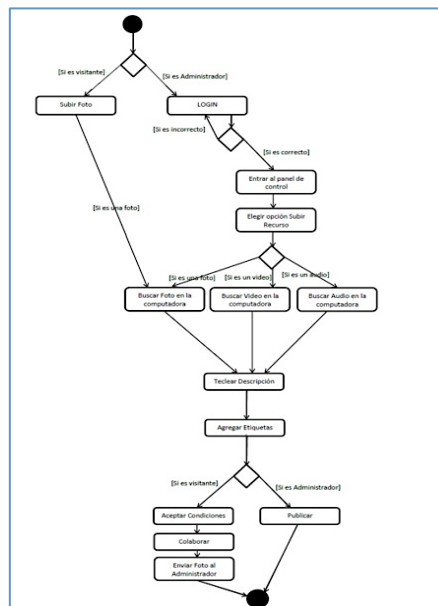 [Si es visitante]
[Si es Administrador]
Subir Foto
LOGIN
[Si es incorrecto]
[Si es correcto]
Entrar al panel de
control
Elegir opción Subir
Recurso
[Si es una foto]
[Si es una foto]
[Si es un video]
[Si es un audio]
Buscar Foto en la
computadora
Buscar Video en la
computadora
Buscar Audio en la
computadora
Teclear Descripción
Agregar Etiquetas
[Si es visitante]
[Si es Administrador]
Aceptar Condiciones
Publicar
Colaborar
Enviar Foto al
Administrador